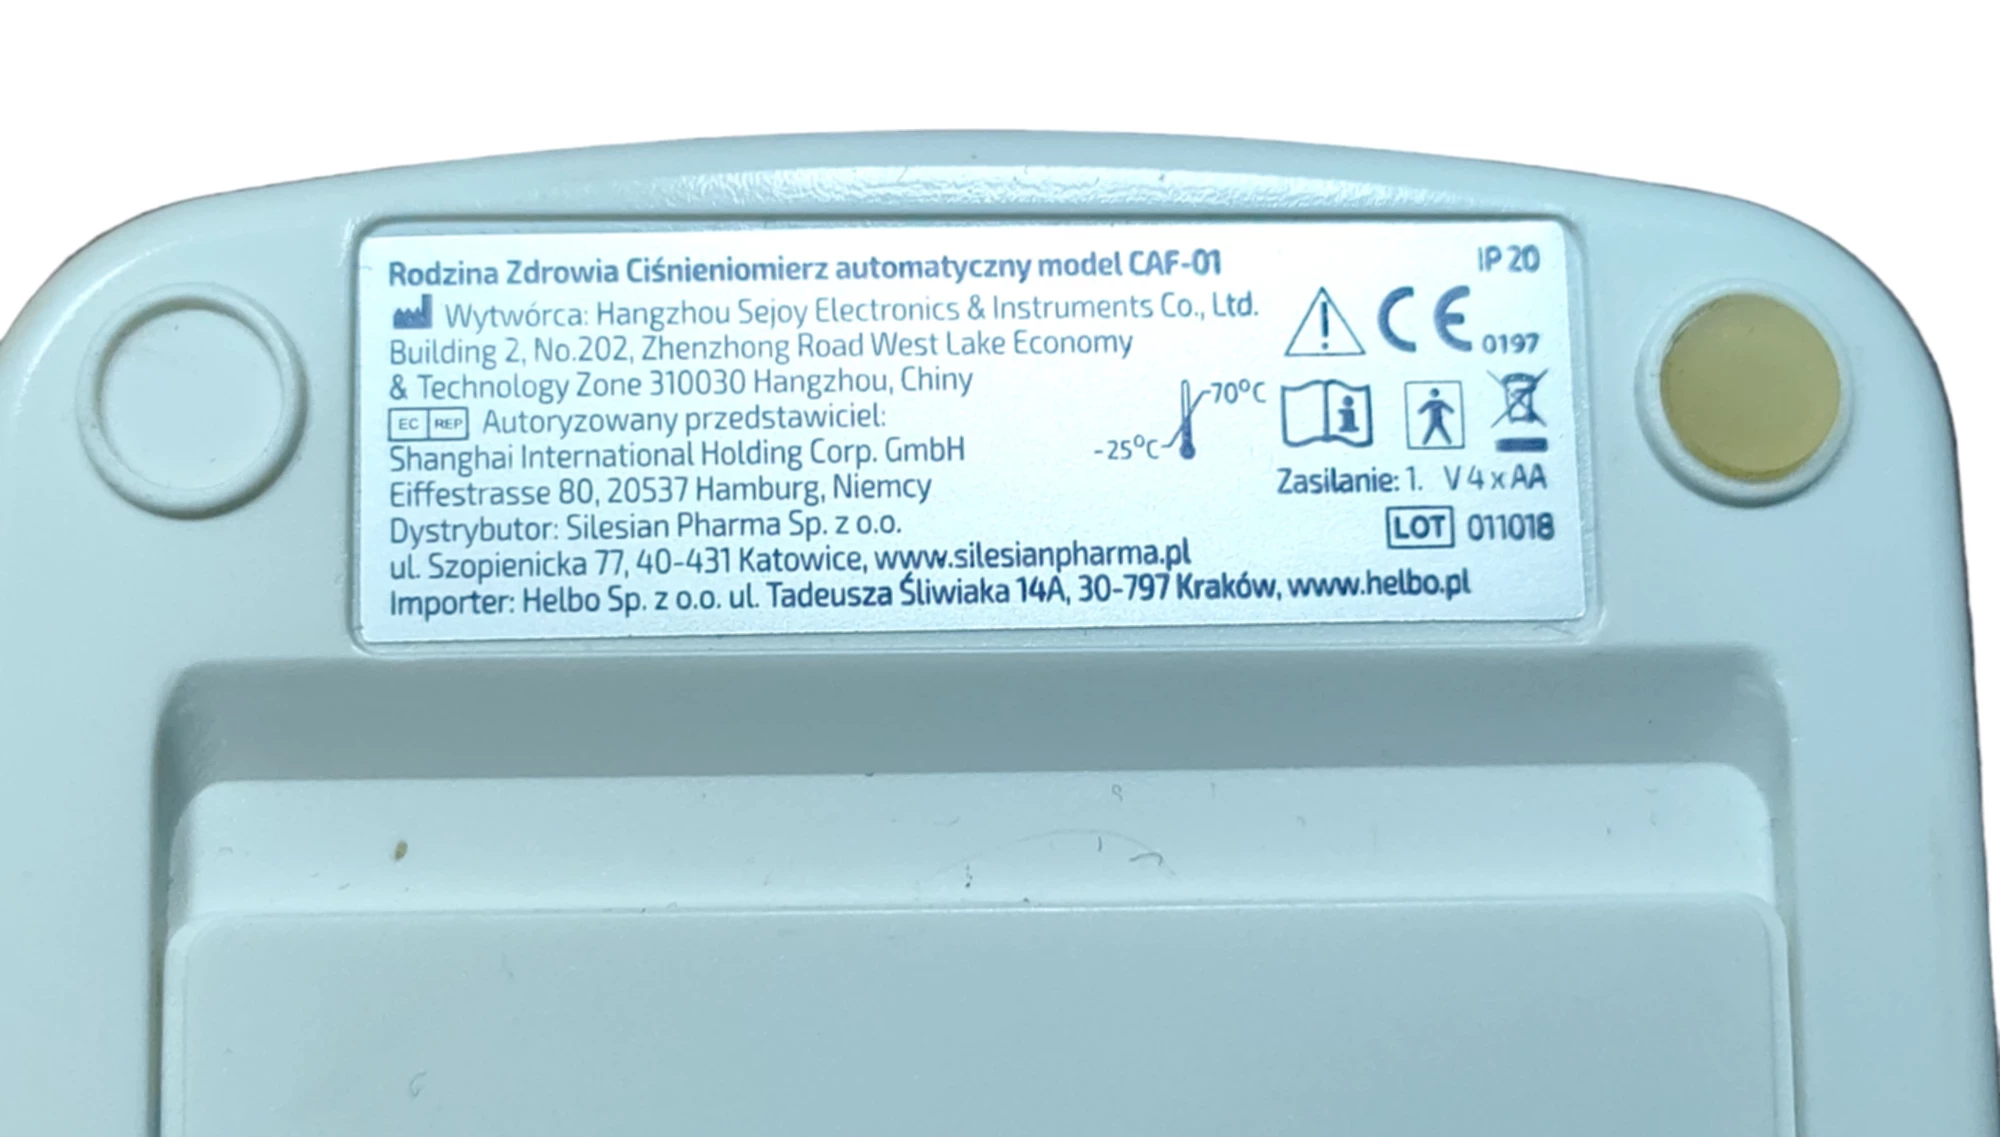 Rodzina Zdrowia Ciśnieniomierz automatyczny model CAF-01
IP 20
Wytwórca: Hangzhou Sejoy Electronics & Instruments Co., Ltd.
Building 2, No.202, Zhenzhong Road West Lake Economy
& Technology Zone 310030 Hangzhou, Chiny
EC REP Autoryzowany przedstawiciel:
Shanghai International Holding Corp. GmbH
Eiffestrasse 80, 20537 Hamburg, Niemcy
Dystrybutor: Silesian Pharma Sp. z o.o.
ul. Szopienicka 77, 40-431 Katowice, www.silesianpharma.pl
Importer: Helbo Sp. z o.o. ul. Tadeusza Śliwiaka 14A, 30-797 Kraków, www.helbo.pl
CE 0197
70°C
-25°C
Zasilanie: 1. V 4 x AA
LOT 011018